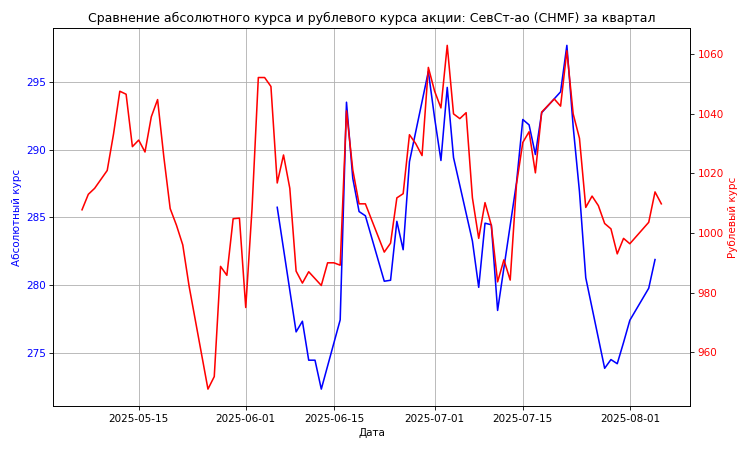 Сравнение абсолютного курса и рублевого курса акции: СевСт-ао (CHMF) за квартал
Абсолютный курс
295
290
285
280
275
1060
1040
1020
1000
980
960
Рублевый курс
2025-05-15 2025-06-01 2025-06-15 2025-07-01 2025-07-15 2025-08-01
Дата